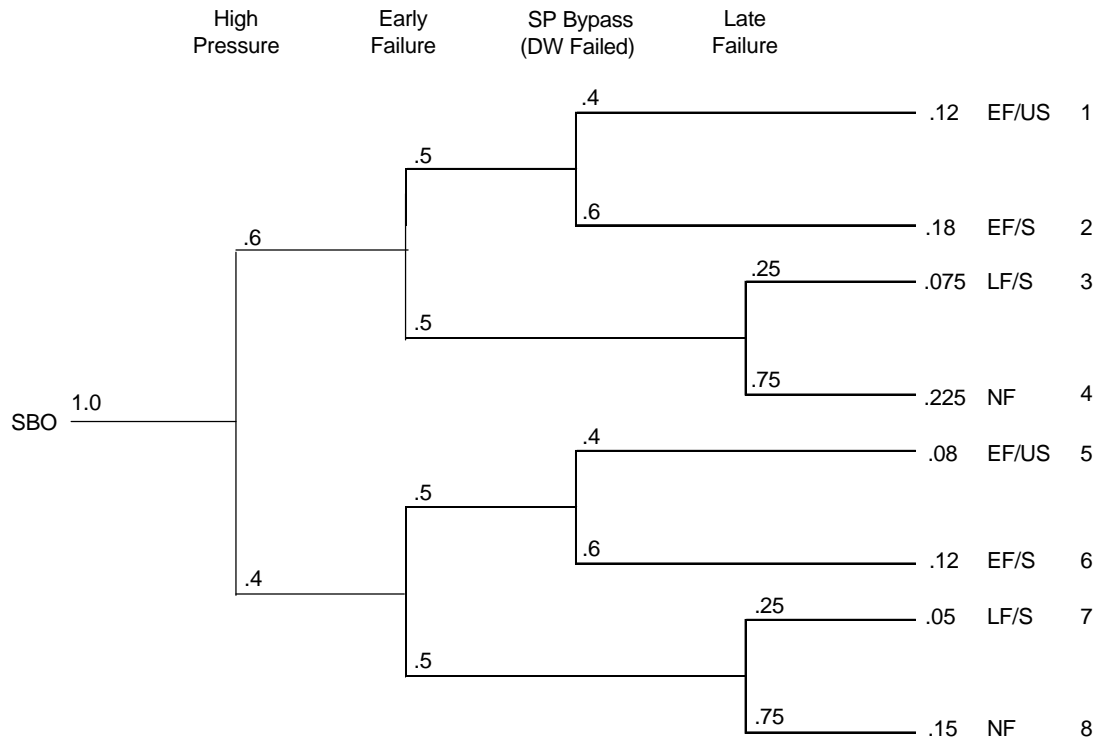 High Pressure
Early Failure
SP Bypass (DW Failed)
Late Failure
.4
.12 EF/US 1
.5
.6
.18 EF/S 2
.6
.25
.075 LF/S 3
.5
.75
.225 NF 4
1.0
SBO
.4
.08 EF/US 5
.5
.6
.12 EF/S 6
.4
.25
.05 LF/S 7
.5
.75
.15 NF 8